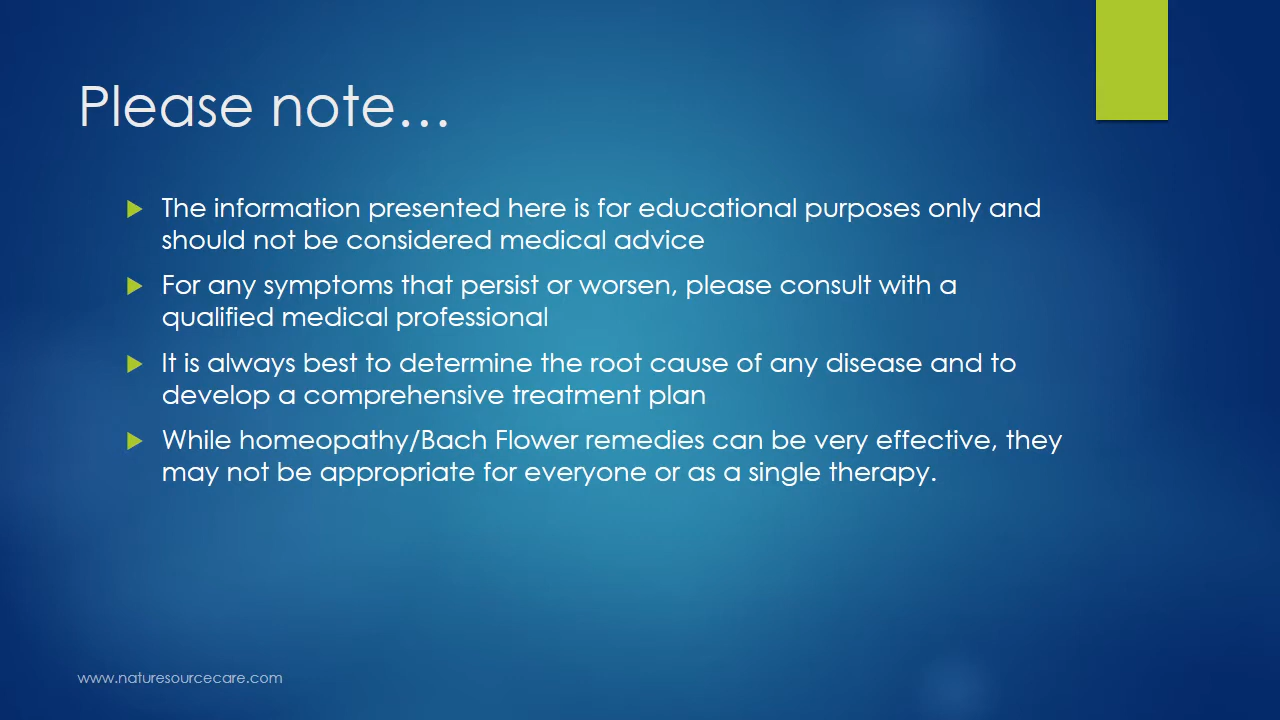 Please note…
The information presented here is for educational purposes only and
should not be considered medical advice
For any symptoms that persist or worsen, please consult with a
qualified medical professional
It is always best to determine the root cause of any disease and to
develop a comprehensive treatment plan
While homeopathy/Bach Flower remedies can be very effective, they
may not be appropriate for everyone or as a single therapy.
www.naturesourcecare.com